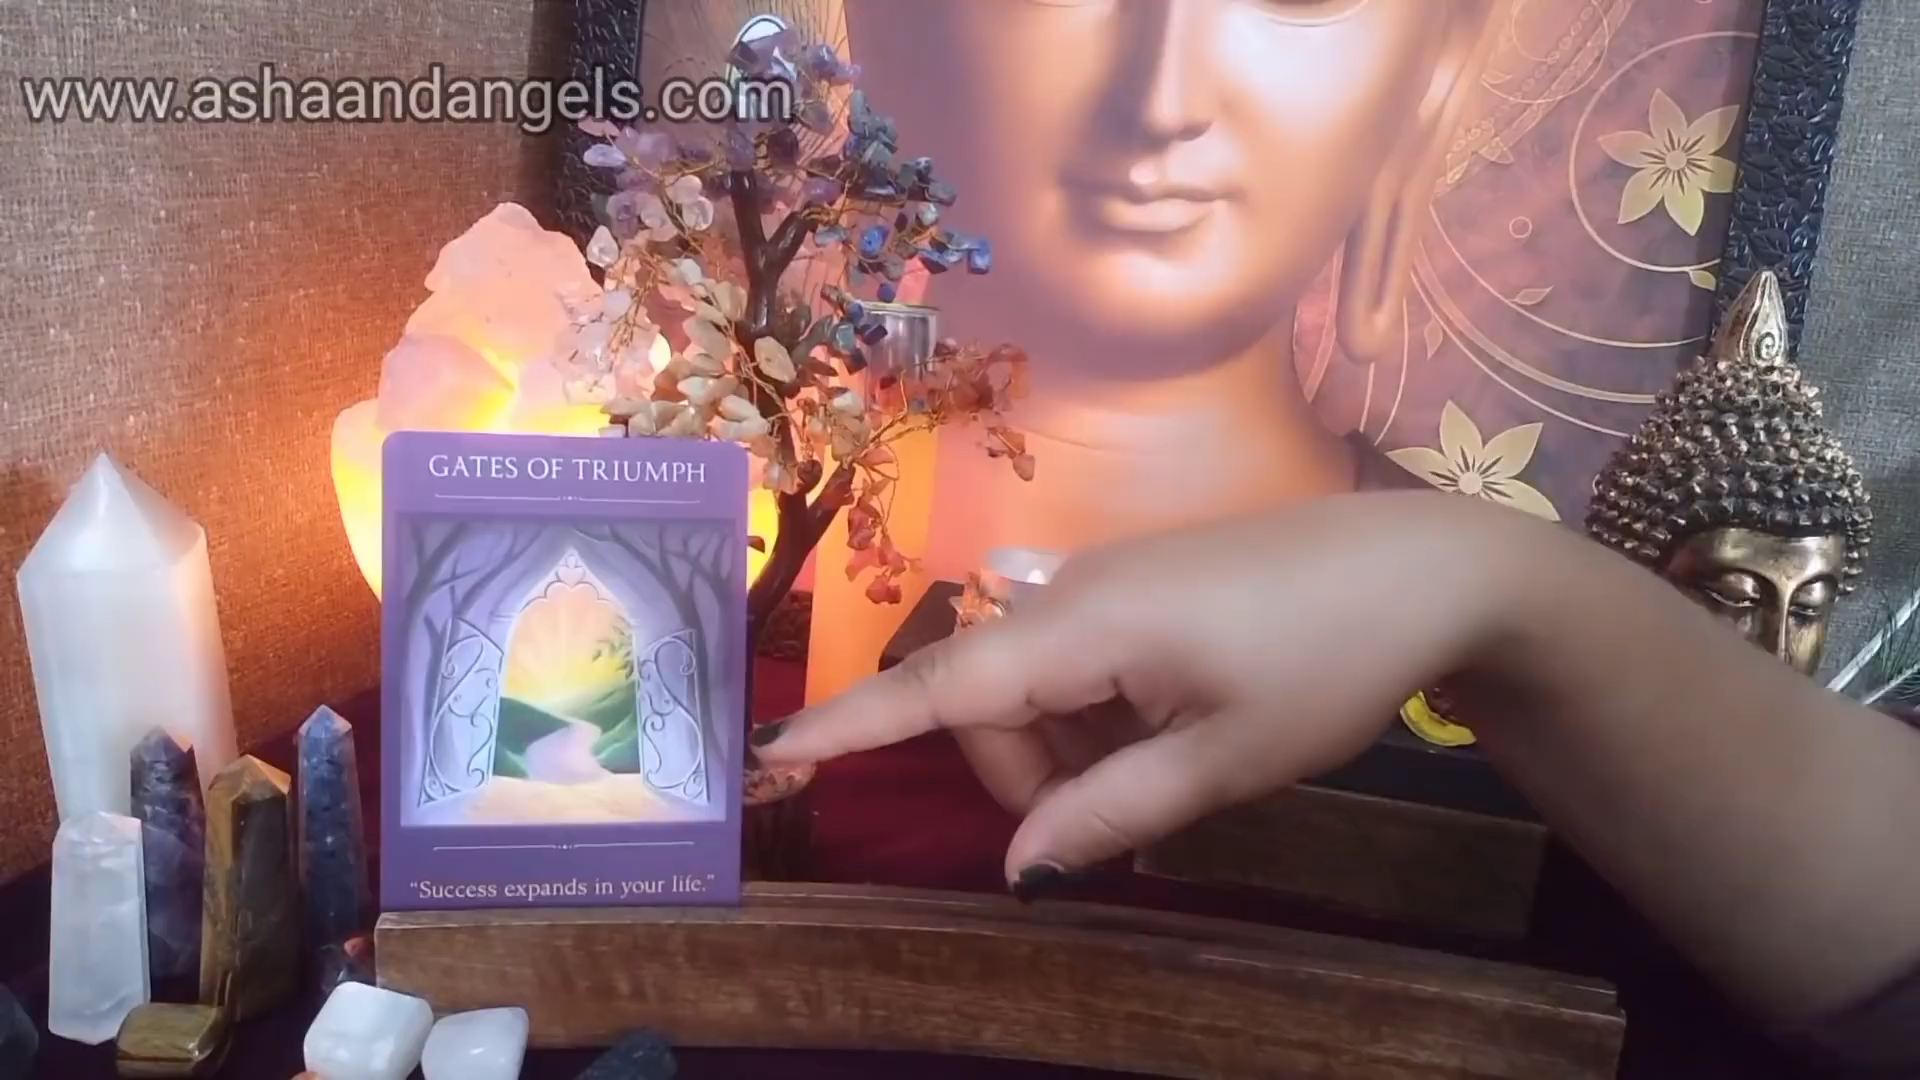 www.ashaandangels.com
GATES OF TRIUMPH
“Success expands in your life.”